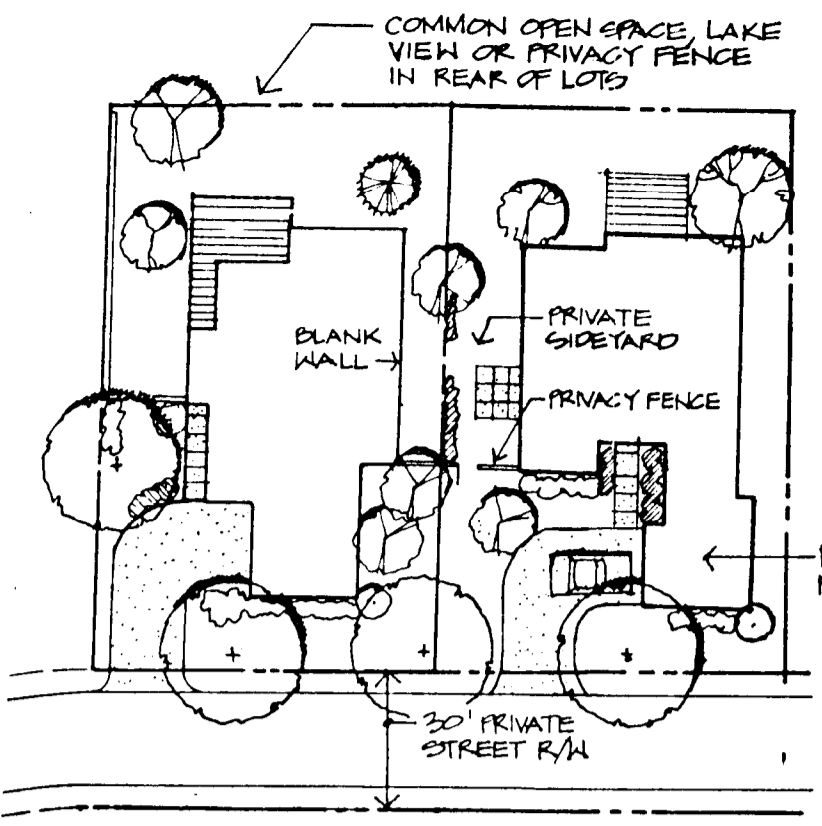 COMMON OPEN SPACE, LAKE
VIEW OR PRIVACY FENCE
IN REAR OF LOTS
BLANK
WALL
PRIVATE
SIDEYARD
PRIVACY FENCE
30' PRIVATE
STREET R/W